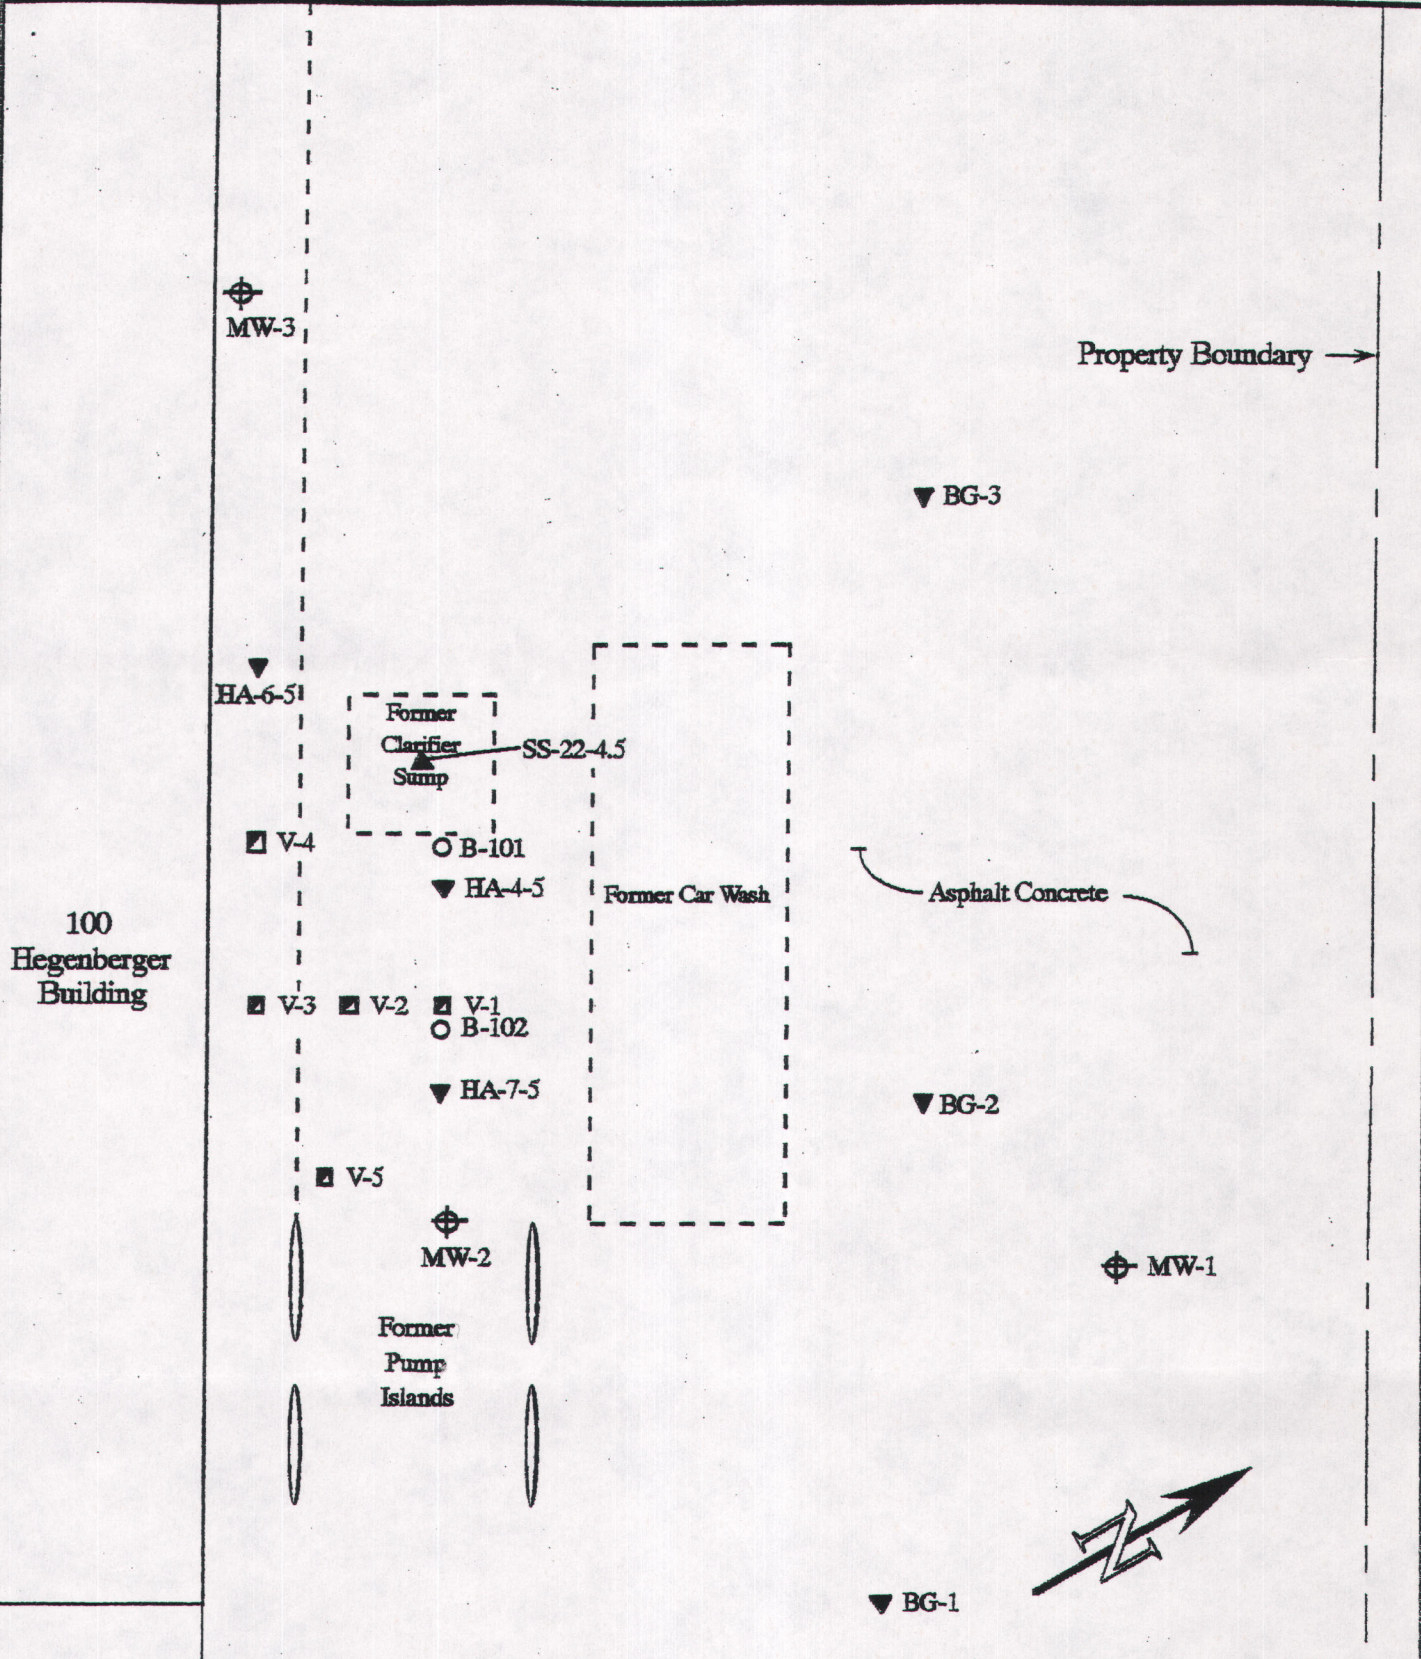 MW-3
Property Boundary
BG-3
HA-6-5
Former
Clarifier
Sump
SS-22-4.5
V-4
B-101
HA-4-5
Former Car Wash
Asphalt Concrete
100
Hegenberger
Building
V-3
V-2
V-1
B-102
HA-7-5
BG-2
V-5
MW-2
MW-1
Former
Pump
Islands
N
BG-1